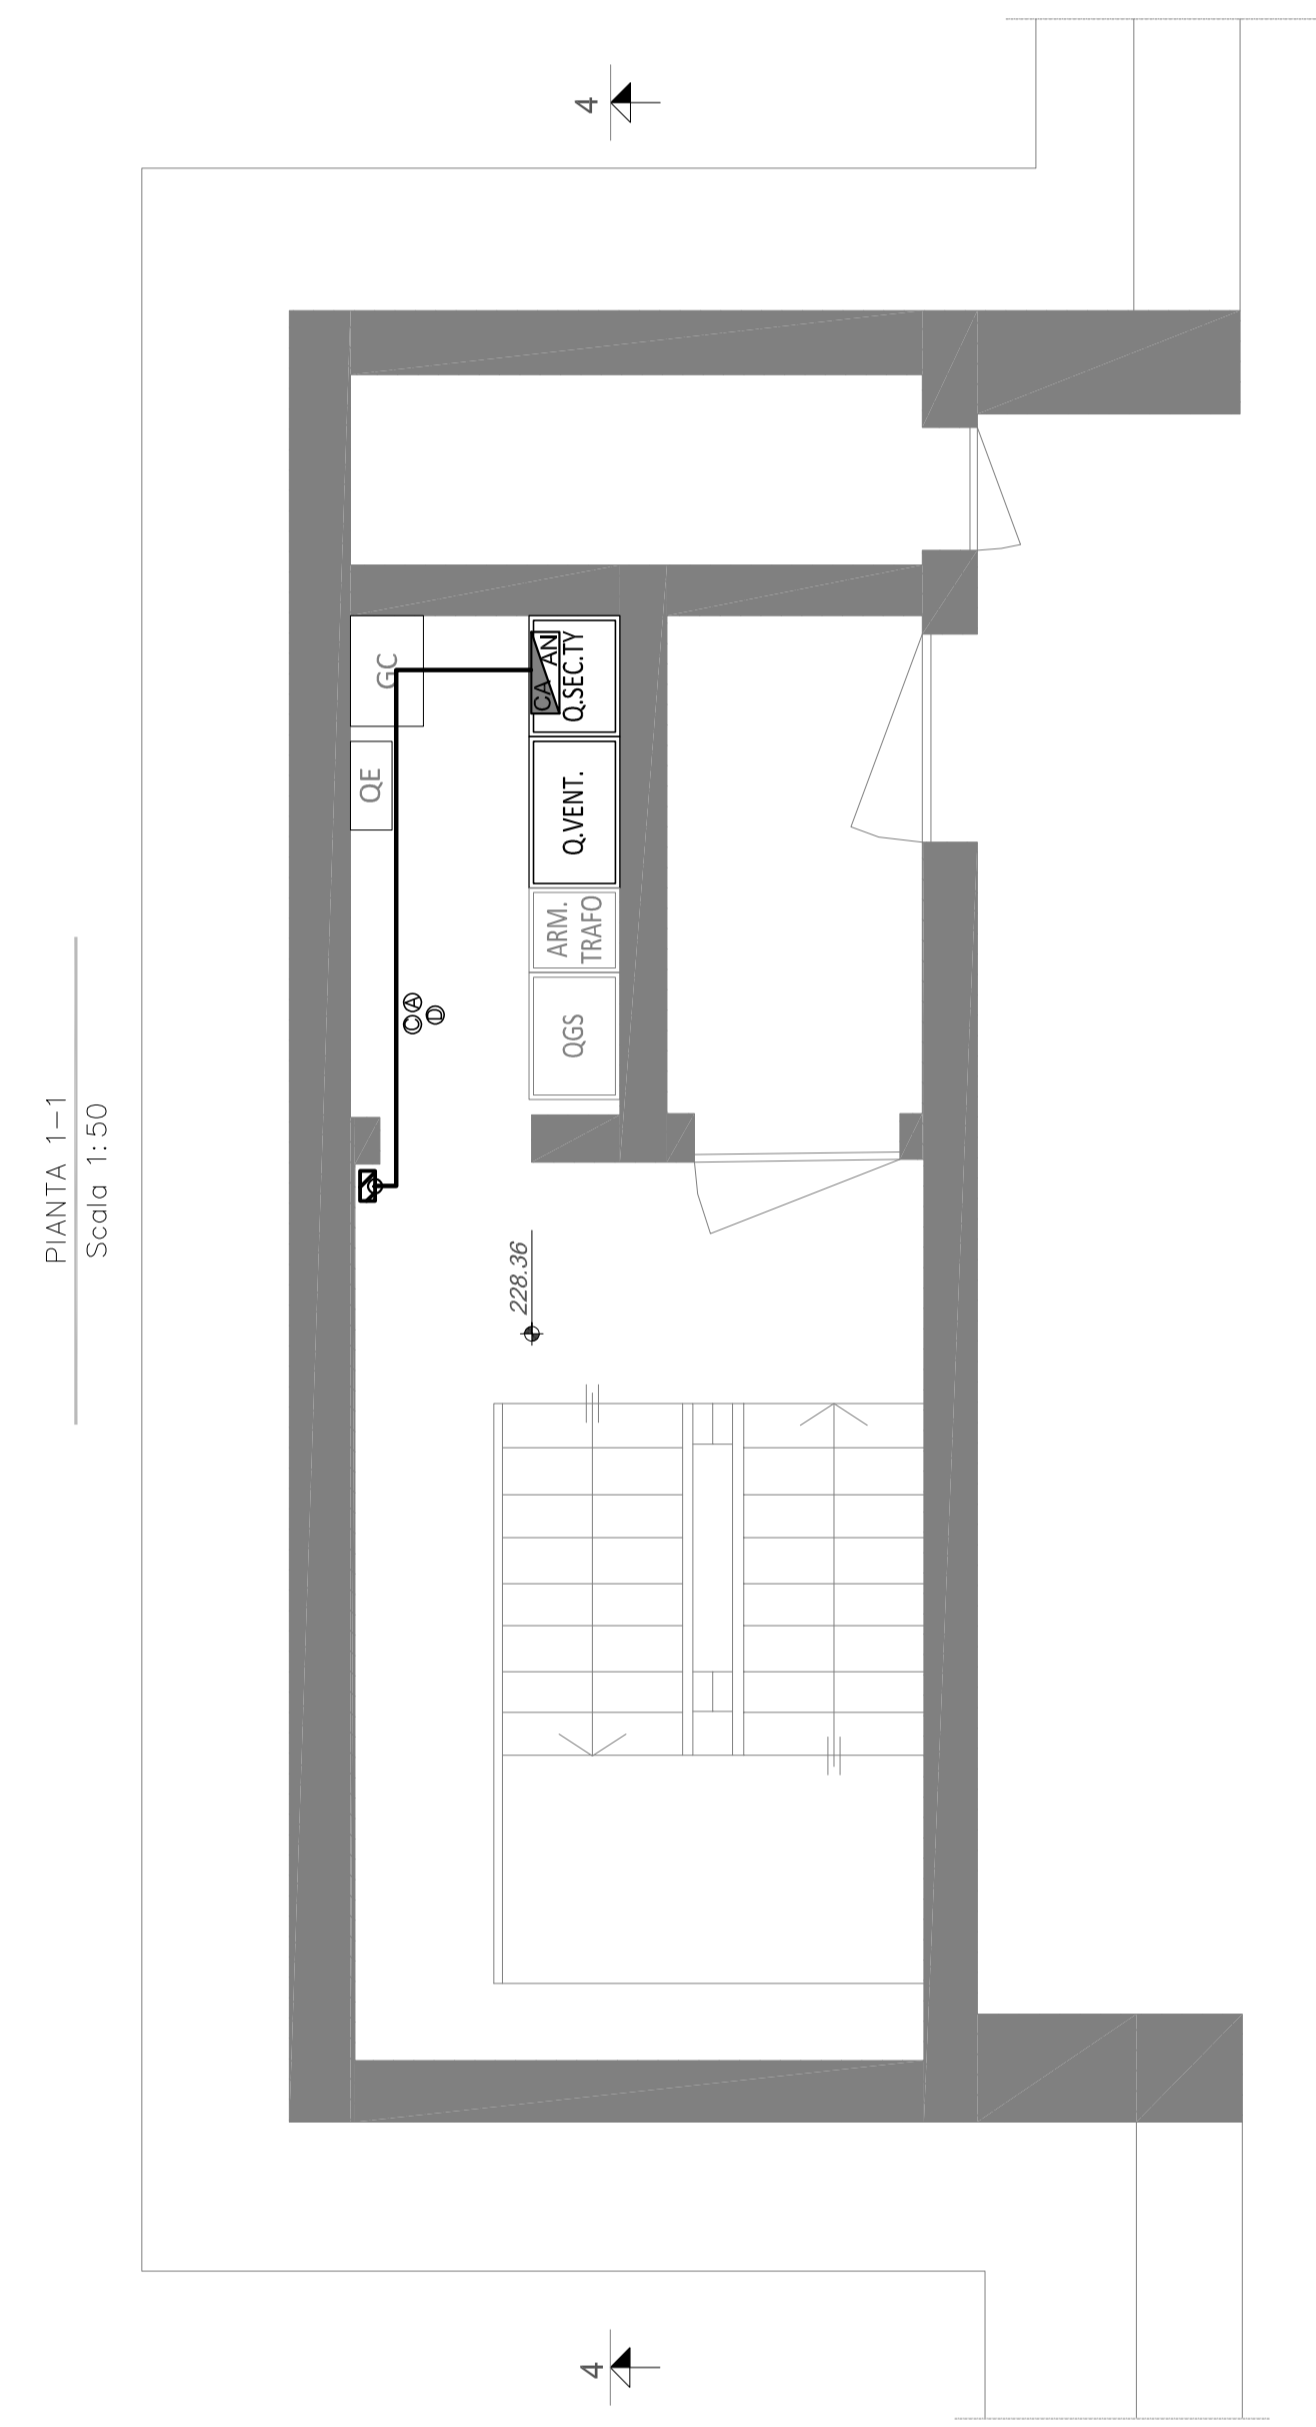 PIANTA 1-1
Scala 1:50
4
GC
QE
CA AN
Q.SEC.TY
Q.VENT.
ARM.
TRAFO
QGS
C A
D
228.36
4